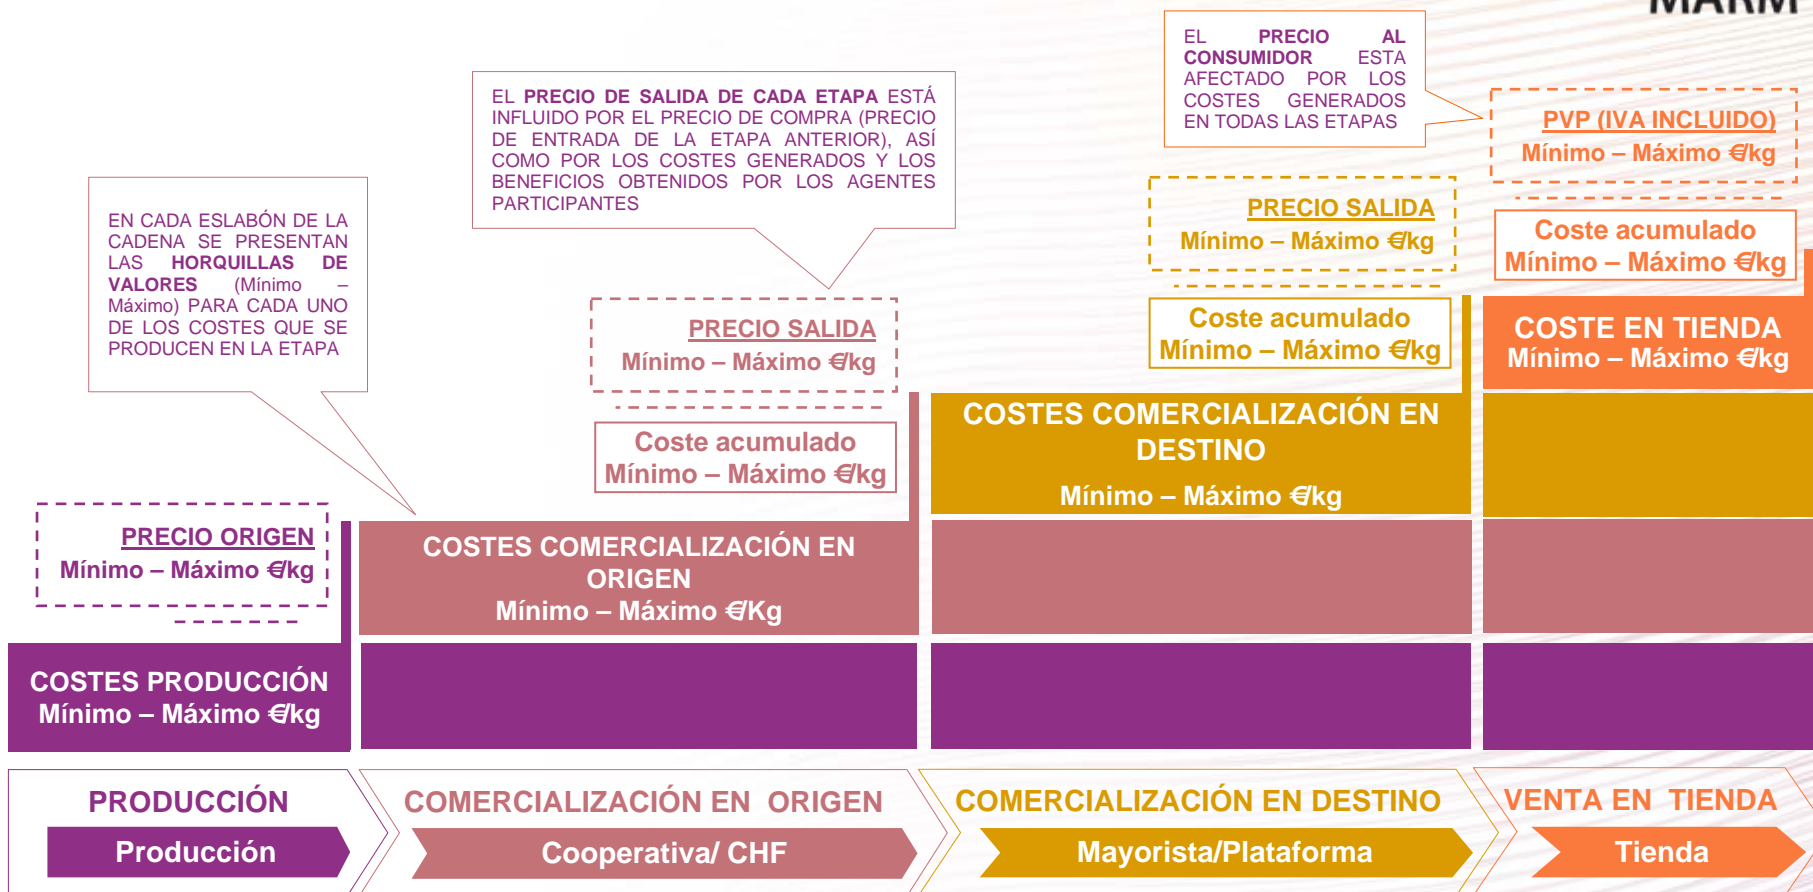 MARM
EL PRECIO AL
CONSUMIDOR ESTA
AFECTADO POR LOS
COSTES GENERADOS
EN TODAS LAS ETAPAS
EL PRECIO DE SALIDA DE CADA ETAPA ESTÁ
INFLUIDO POR EL PRECIO DE COMPRA (PRECIO
DE ENTRADA DE LA ETAPA ANTERIOR), ASÍ
COMO POR LOS COSTES GENERADOS Y LOS
BENEFICIOS OBTENIDOS POR LOS AGENTES
PARTICIPANTES
EN CADA ESLABÓN DE LA
CADENA SE PRESENTAN
LAS HORQUILLAS DE
VALORES (Mínimo –
Máximo) PARA CADA UNO
DE LOS COSTES QUE SE
PRODUCEN EN LA ETAPA
PVP (IVA INCLUIDO)
Mínimo – Máximo €/kg
Coste acumulado
Mínimo – Máximo €/kg
PRECIO SALIDA
Mínimo – Máximo €/kg
Coste acumulado
Mínimo – Máximo €/kg
PRECIO SALIDA
Mínimo – Máximo €/kg
Coste acumulado
Mínimo – Máximo €/kg
PRECIO ORIGEN
Mínimo – Máximo €/kg
COSTE EN TIENDA
Mínimo – Máximo €/kg
COSTES COMERCIALIZACIÓN EN
DESTINO
Mínimo – Máximo €/kg
COSTES COMERCIALIZACIÓN EN
ORIGEN
Mínimo – Máximo €/Kg
COSTES PRODUCCIÓN
Mínimo – Máximo €/kg
PRODUCCIÓN
Producción
COMERCIALIZACIÓN EN ORIGEN
Cooperativa/ CHF
COMERCIALIZACIÓN EN DESTINO
Mayorista/Plataforma
VENTA EN TIENDA
Tienda